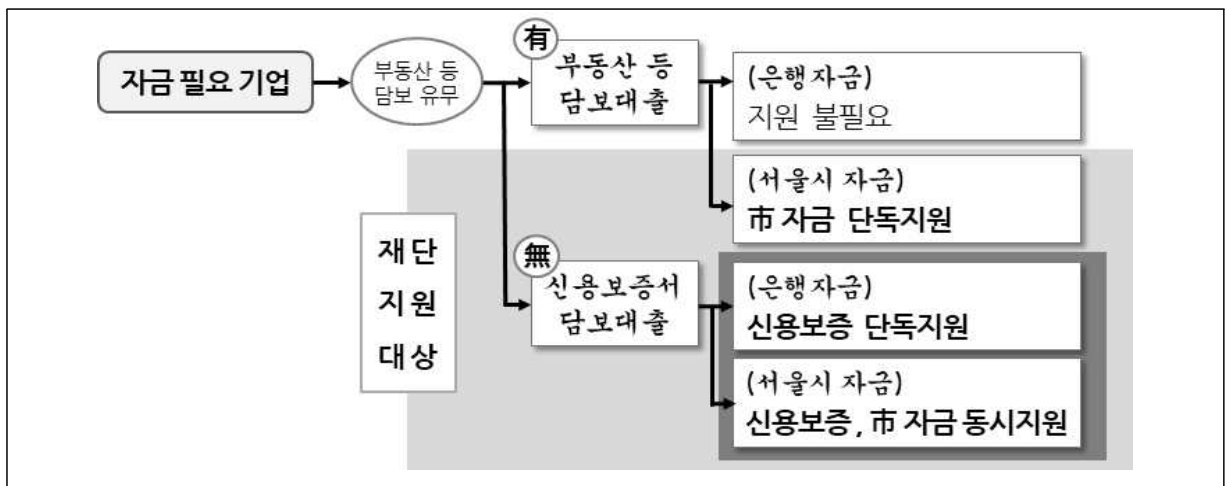 자금 필요 기업
부동산 등
담보 유무
有
부동산 등
담보대출
(은행자금)
지원 불필요
(서울시 자금)
市 자금 단독지원
재단
지원
대상
無
신용보증서
담보대출
(은행자금)
신용보증 단독지원
(서울시 자금)
신용보증, 市 자금 동시지원